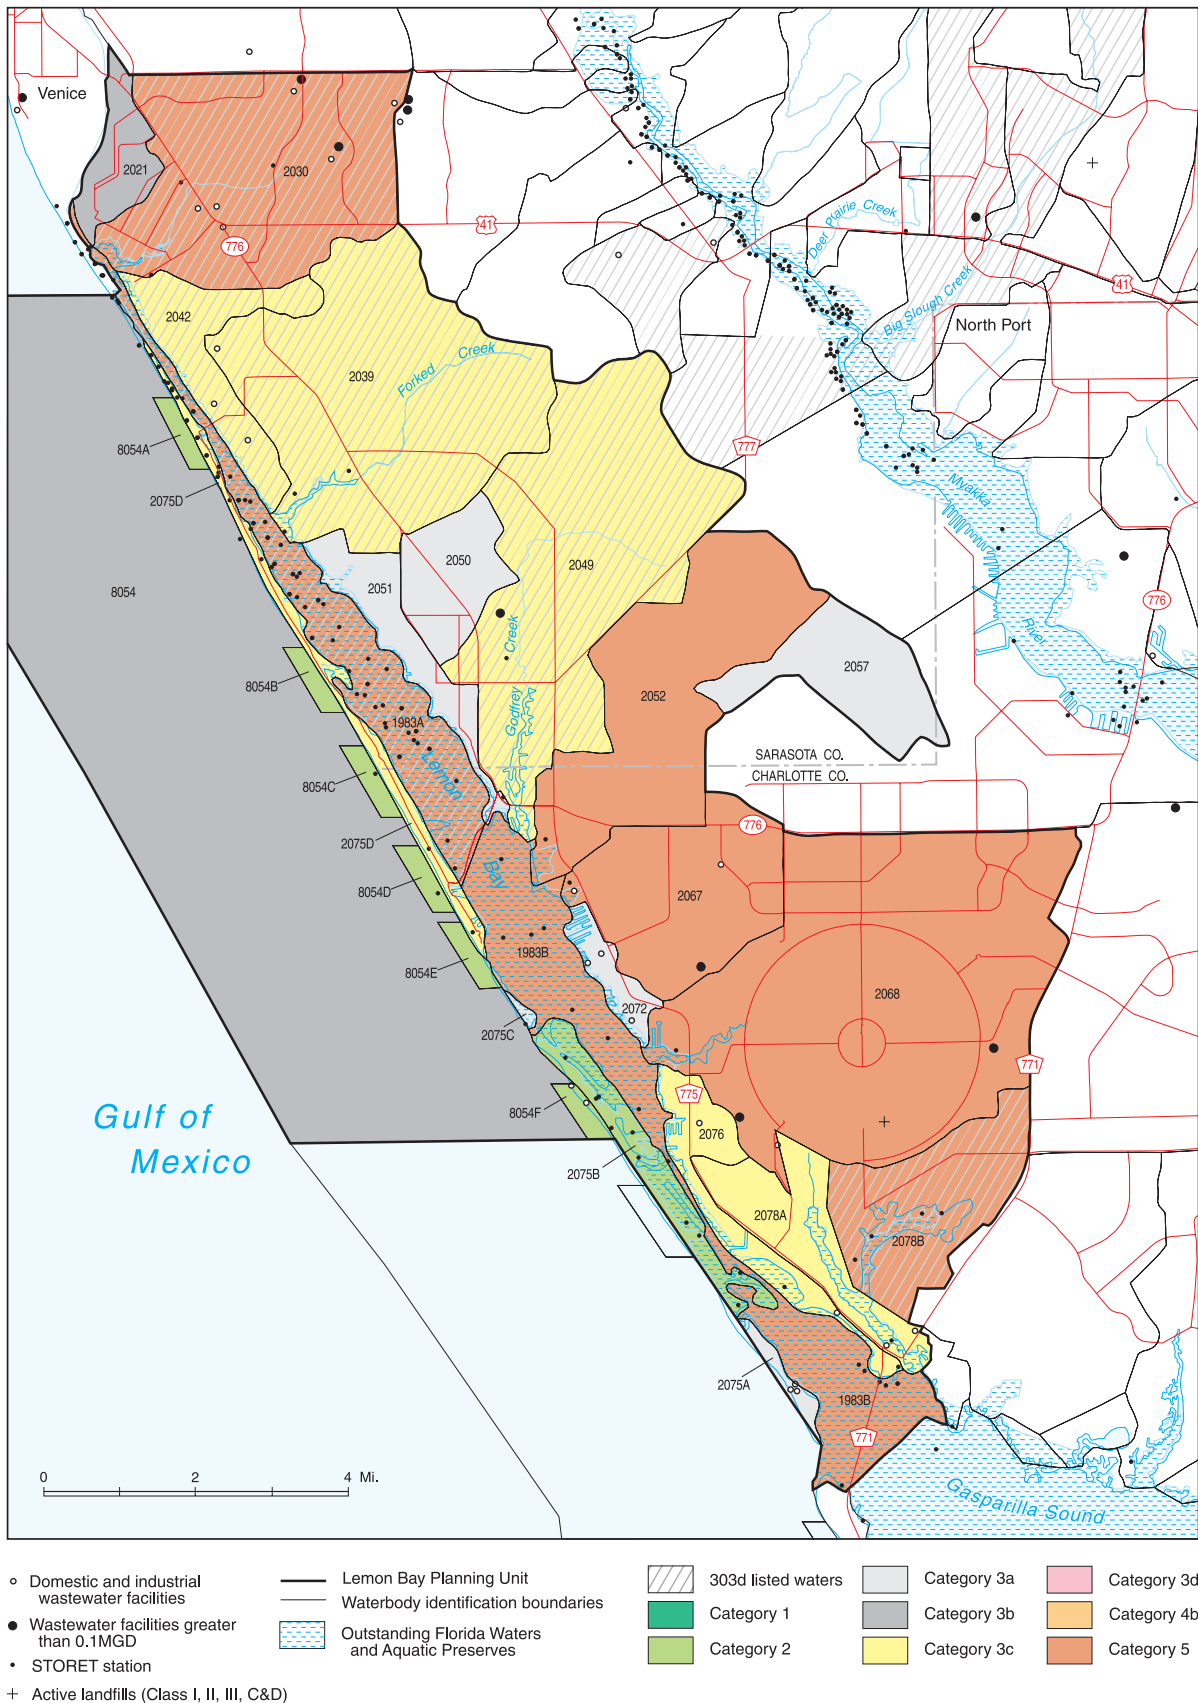 Venice
2021
2030
776
41
Deer Prairie Creek
Big Slough Creek
41
North Port
2042
2039
Forked Creek
777
8054A
2075D
Myakka
River
2050
2051
2049
8054
776
Godfrey Creek
2057
2052
8054B
1983A
Lemon
Bay
SARASOTA CO.
CHARLOTTE CO.
8054C
2075D
776
8054D
2067
8054E
1983B
2068
2072
2075C
771
775
8054F
2076
Gulf of
Mexico
2075B
2078A
2078B
2075A
1983B
771
Gasparilla Sound
0 2 4 Mi.
Domestic and industrial
wastewater facilities
Wastewater facilities greater
than 0.1MGD
STORET station
Active landfills (Class I, II, III, C&D)
Lemon Bay Planning Unit
Waterbody identification boundaries
Outstanding Florida Waters
and Aquatic Preserves
303d listed waters
Category 1
Category 2
Category 3a
Category 3b
Category 3c
Category 3d
Category 4b
Category 5